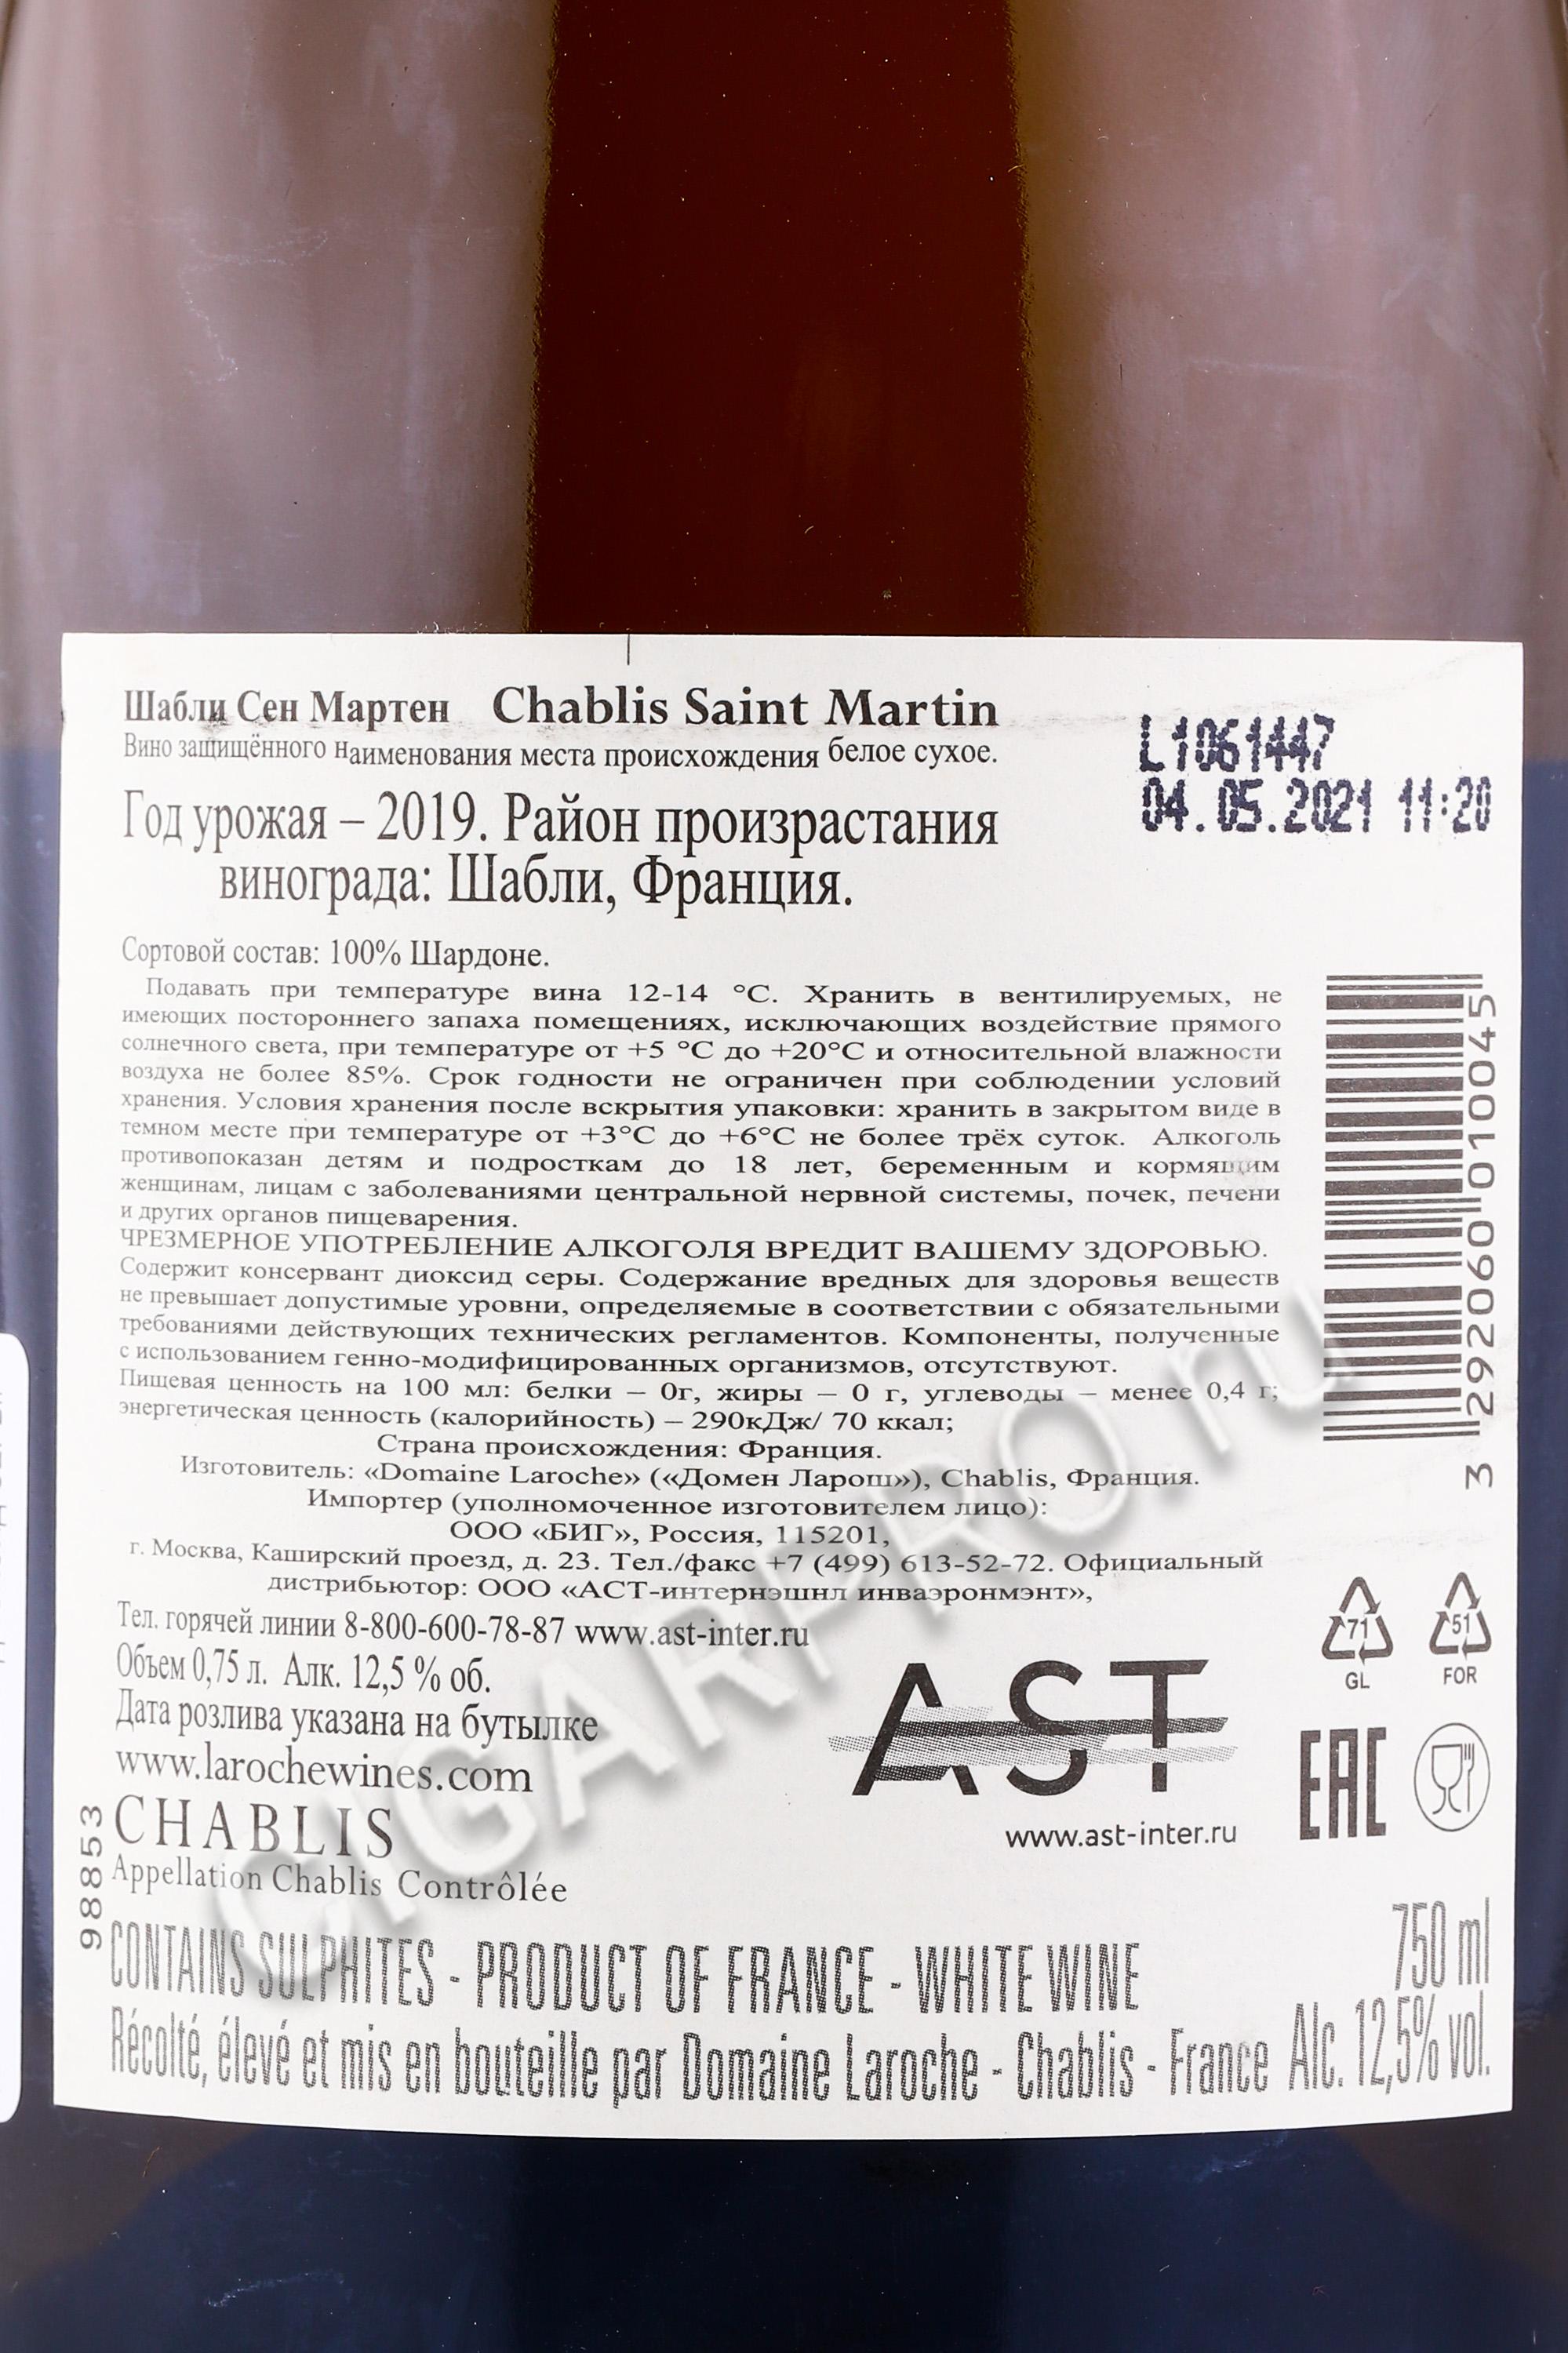 Шабли Сен Мартен Chablis Saint Martin
Вино защищённого наименования места происхождения белое сухое.
L1061447
04.05.2021 11:20
Год урожая – 2019. Район произрастания
винограда: Шабли, Франция.
Сортовой состав: 100% Шардоне.
Подавать при температуре вина 12-14 °C. Хранить в вентилируемых, не
имеющих постороннего запаха помещениях, исключающих воздействие прямого
солнечного света, при температуре от +5 °C до +20°C и относительной влажности
воздуха не более 85%. Срок годности не ограничен при соблюдении условий
хранения. Условия хранения после вскрытия упаковки: хранить в закрытом виде в
темном месте при температуре от +3°C до +6°C не более трёх суток. Алкоголь
противопоказан детям и подросткам до 18 лет, беременным и кормящим
женщинам, лицам с заболеваниями центральной нервной системы, почек, печени
и других органов пищеварения.
ЧРЕЗМЕРНОЕ УПОТРЕБЛЕНИЕ АЛКОГОЛЯ ВРЕДИТ ВАШЕМУ ЗДОРОВЬЮ.
Содержит консервант диоксид серы. Содержание вредных для здоровья веществ
не превышает допустимые уровни, определяемые в соответствии с обязательными
требованиями действующих технических регламентов. Компоненты, полученные
с использованием генно-модифицированных организмов, отсутствуют.
Пищевая ценность на 100 мл: белки – 0г, жиры – 0 г, углеводы – менее 0,4 г;
энергетическая ценность (калорийность) – 290кДж/ 70 ккал;
Страна происхождения: Франция.
Изготовитель: «Domaine Laroche» («Домен Ларош»), Chablis, Франция.
Импортер (уполномоченное изготовителем лицо):
ООО «БИГ», Россия, 115201,
г. Москва, Каширский проезд, д. 23. Тел./факс +7 (499) 613-52-72. Официальный
дистрибьютор: ООО «АСТ-интернэшнл инваэронмэнт»,
Тел. горячей линии 8-800-600-78-87 www.ast-inter.ru
Объем 0,75 л. Алк. 12,5 % об.
Дата розлива указана на бутылке
www.larochewines.com
CHABLIS
Appellation Chablis Contrôlée
98853
AST
www.ast-inter.ru
3 292060 010045
71
GL
51
FOR
EAC
CONTAINS SULPHITES - PRODUCT OF FRANCE - WHITE WINE
750 ml
Récolté, élevé et mis en bouteille par Domaine Laroche - Chablis - France Alc. 12,5% vol.
CIGARPRO.ru